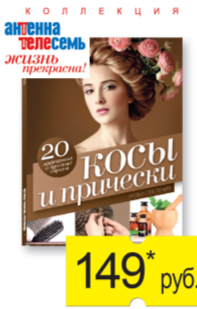 КОЛЛЕКЦИЯ
антенна
телесемь
жизнь
прекрасна!
20
косы
и прически
149* руб.